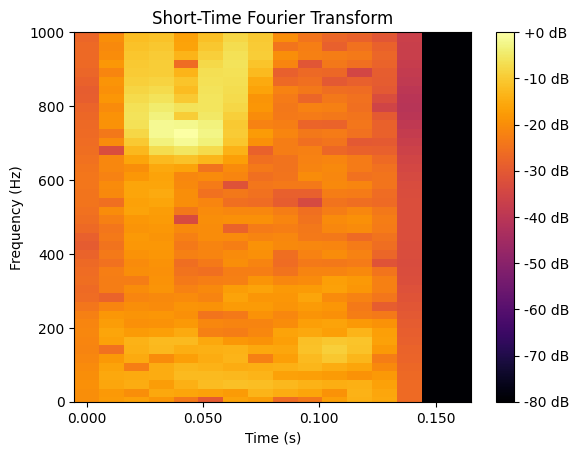 Short-Time Fourier Transform
1000
800
600
400
200
0
Frequency (Hz)
0.000
0.050
0.100
0.150
Time (s)
+0 dB
-10 dB
-20 dB
-30 dB
-40 dB
-50 dB
-60 dB
-70 dB
-80 dB